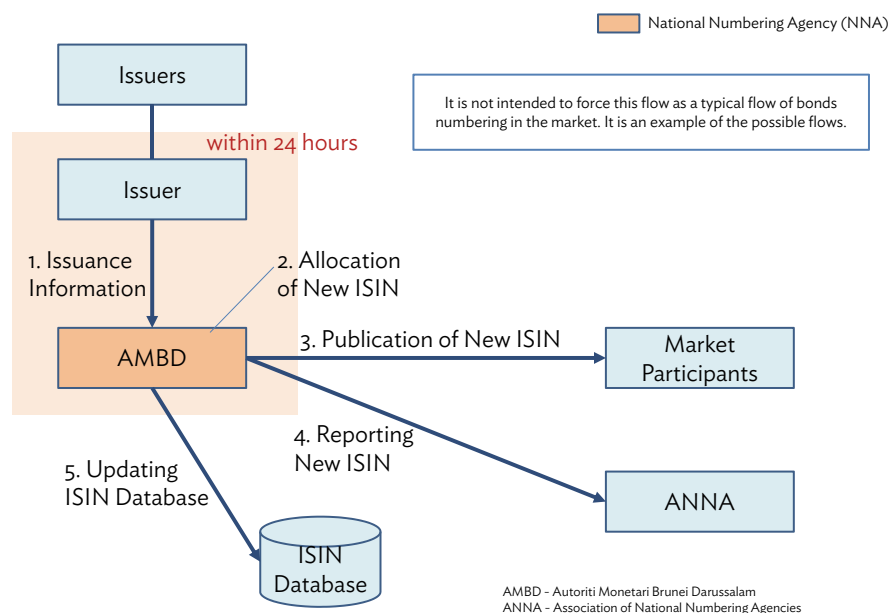 National Numbering Agency (NNA)
Issuers
It is not intended to force this flow as a typical flow of bonds
numbering in the market. It is an example of the possible flows.
within 24 hours
Issuer
1. Issuance
Information
2. Allocation
of New ISIN
3. Publication of New ISIN
AMBD
Market
Participants
4. Reporting
New ISIN
5. Updating
ISIN Database
ANNA
ISIN
Database
AMBD - Autoriti Monetari Brunei Darussalam
ANNA - Association of National Numbering Agencies